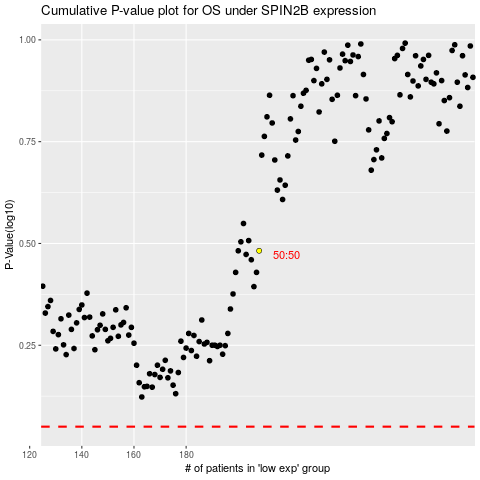 Cumulative P-value plot for OS under SPIN2B expression
P-Value(log10)
1.00
0.75
0.50
0.25
50:50
120 140 160 180
# of patients in 'low exp' group